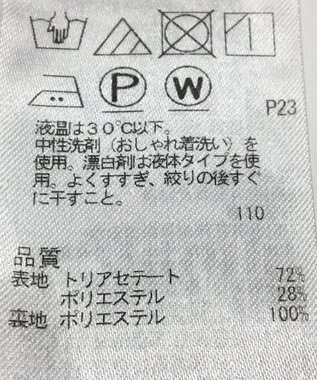 P W
P23
液温は30℃以下。
中性洗剤（おしゃれ着洗い）を
使用。漂白剤は液体タイプを使
用。よくすすぎ、絞りの後すぐ
に干すこと。
110
品質
表地 トリアセテート 72%
ポリエステル 28%
裏地 ポリエステル 100%